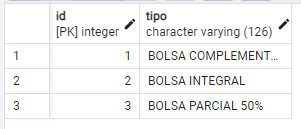 id tipo
[PK] integer character varying (126)
1 1 BOLSA COMPLEMENT...
2 2 BOLSA INTEGRAL
3 3 BOLSA PARCIAL 50%